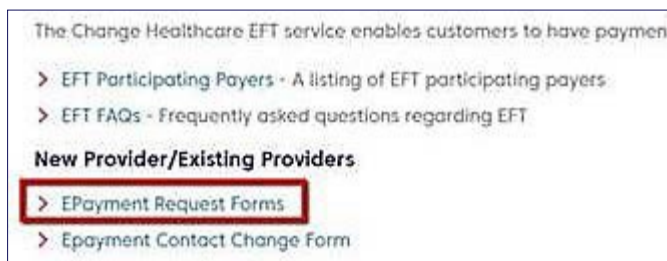 The Change Healthcare EFT service enables customers to have paymen
> EFT Participating Payers - A listing of EFT participating payers
> EFT FAQs - Frequently asked questions regarding EFT
New Provider/Existing Providers
> EPayment Request Forms
> Epayment Contact Change Form